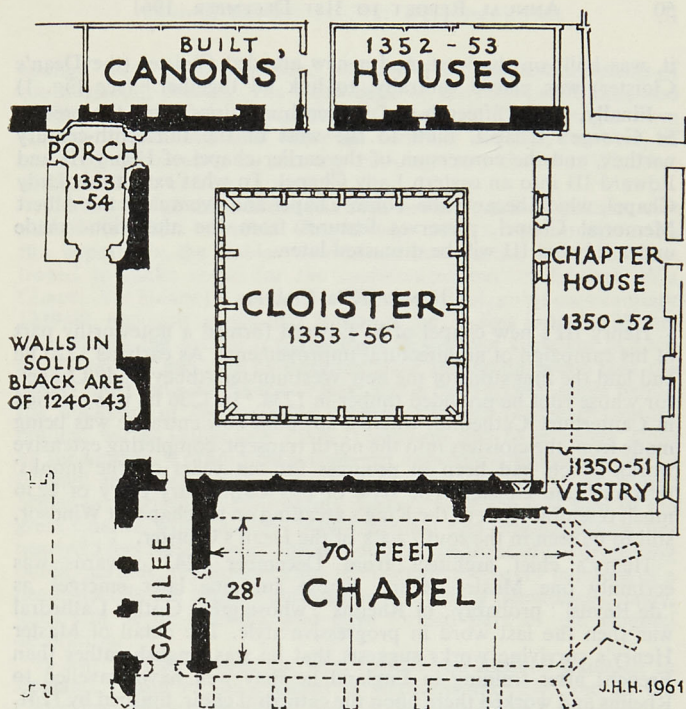 BUILT 1352 - 53
CANONS' HOUSES
PORCH
1353
-54
CHAPTER
HOUSE
1350-52
CLOISTER
1353-56
WALLS IN
SOLID
BLACK ARE
OF 1240-43
1350-51
VESTRY
GALILEE
70 FEET
28'
CHAPEL
J.H.H. 1961